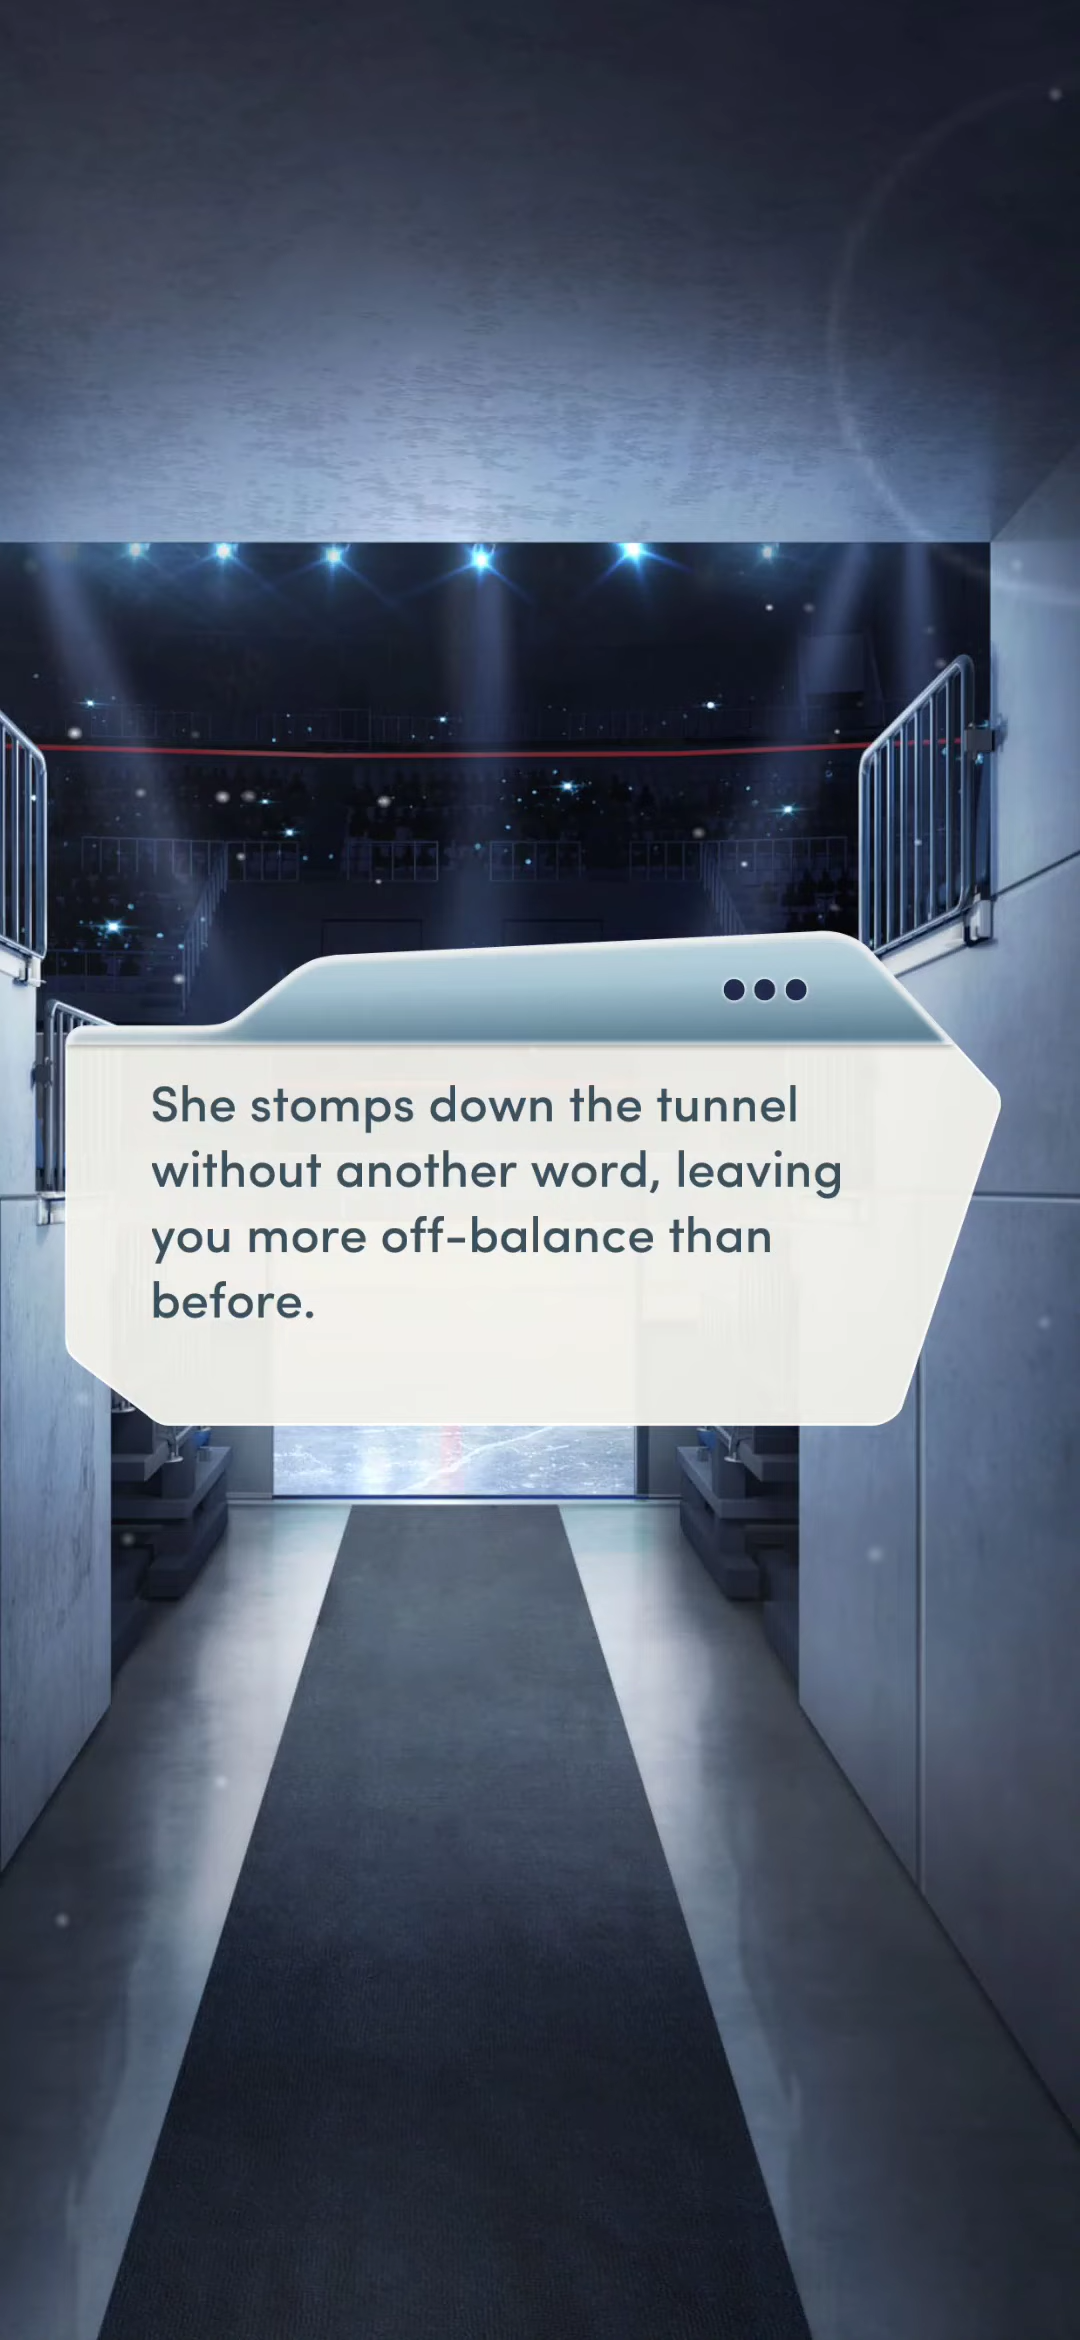 She stomps down the tunnel
without another word, leaving
you more off-balance than
before.